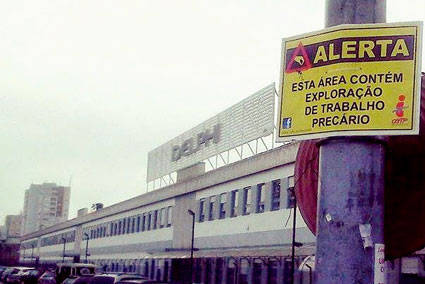 ALERTA
ESTA ÁREA CONTÉM
EXPLORAÇÃO
DE TRABALHO
PRECÁRIO
DELPHI